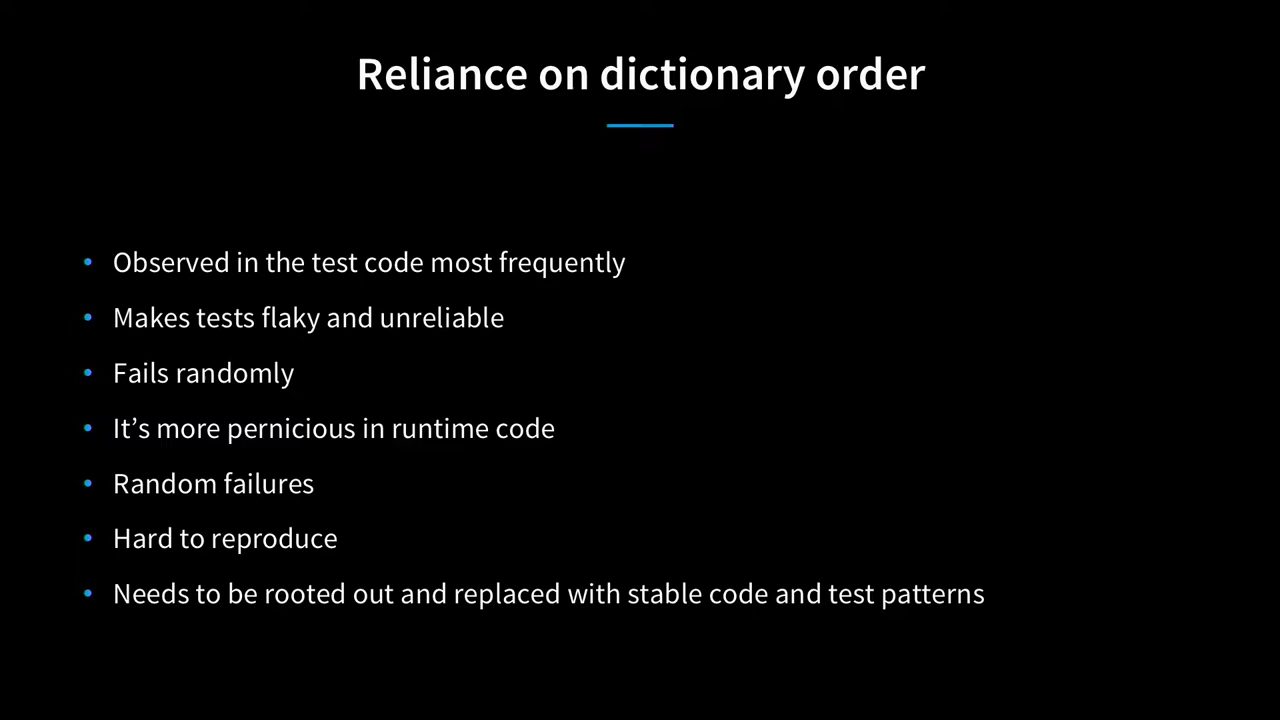 Reliance on dictionary order
• Observed in the test code most frequently
• Makes tests flaky and unreliable
• Fails randomly
• It’s more pernicious in runtime code
• Random failures
• Hard to reproduce
• Needs to be rooted out and replaced with stable code and test patterns